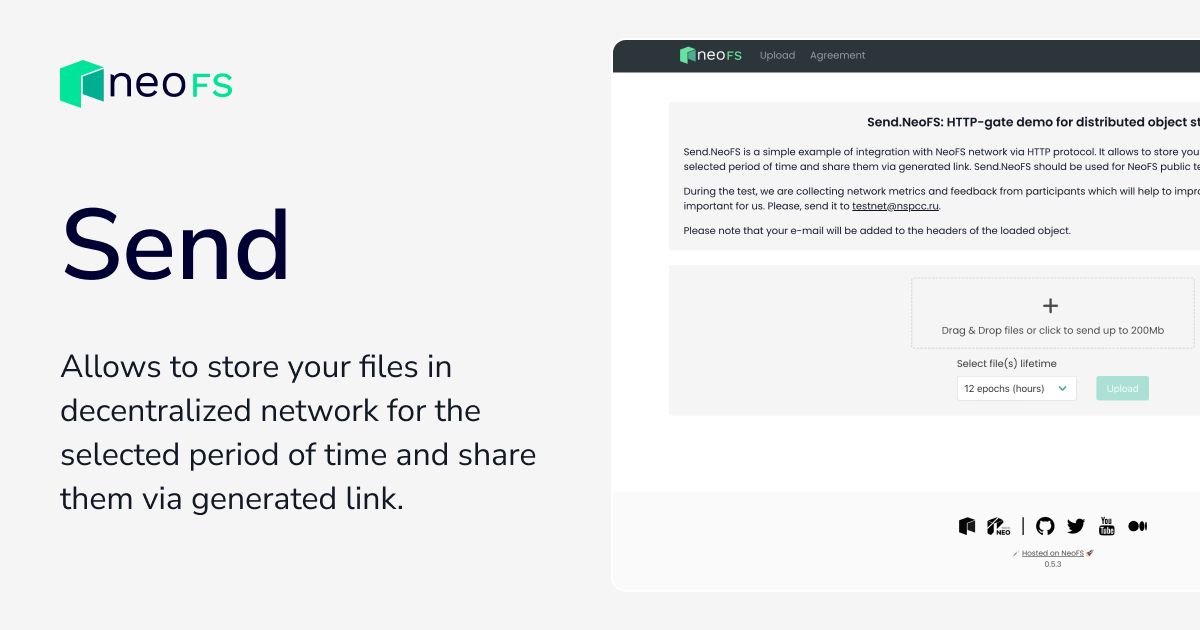 neo FS
Send
Allows to store your files in
decentralized network for the
selected period of time and share
them via generated link.
neo FS Upload Agreement
Send.NeoFS: HTTP-gate demo for distributed object st
Send.NeoFS is a simple example of integration with NeoFS network via HTTP protocol. It allows to store you
selected period of time and share them via generated link. Send.NeoFS should be used for NeoFS public te
During the test, we are collecting network metrics and feedback from participants which will help to impro
important for us. Please, send it to testnet@nspcc.ru.
Please note that your e-mail will be added to the headers of the loaded object.
Drag & Drop files or click to send up to 200Mb
Select file(s) lifetime
12 epochs (hours) Upload
NEO You Tube
Hosted on NeoFS
0.5.3